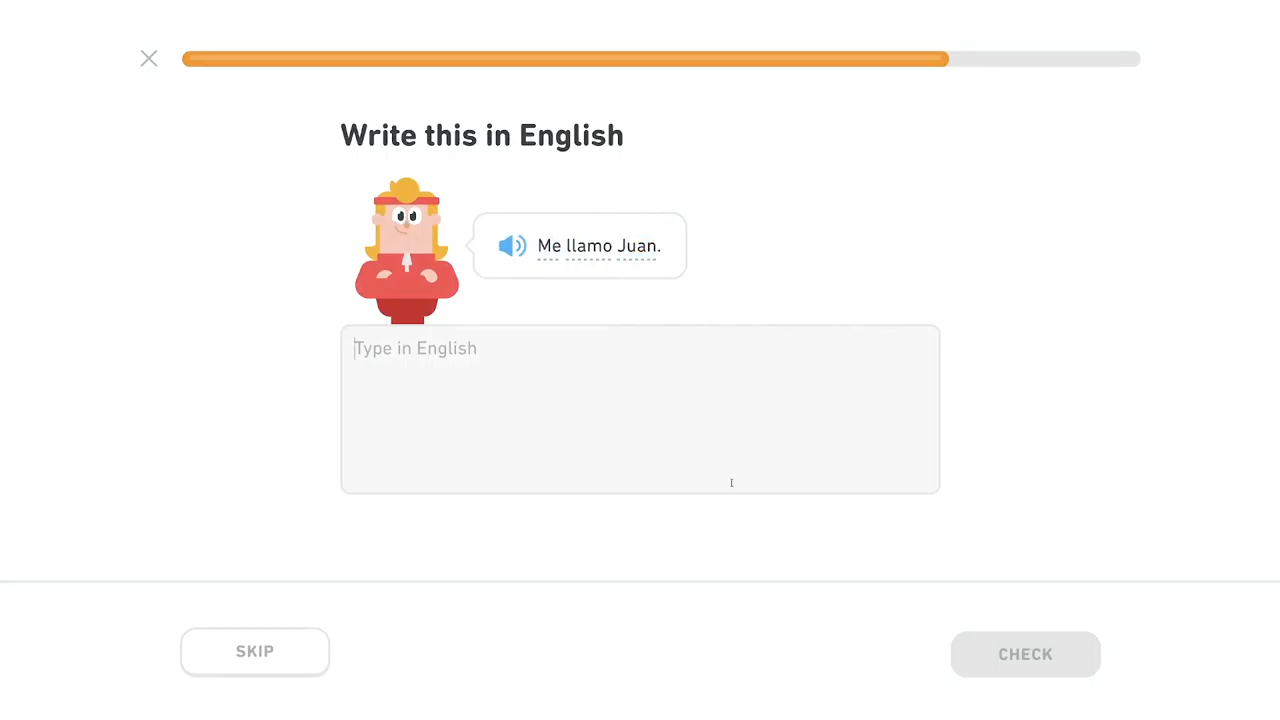 Write this in English
Me llamo Juan.
Type in English
SKIP
CHECK